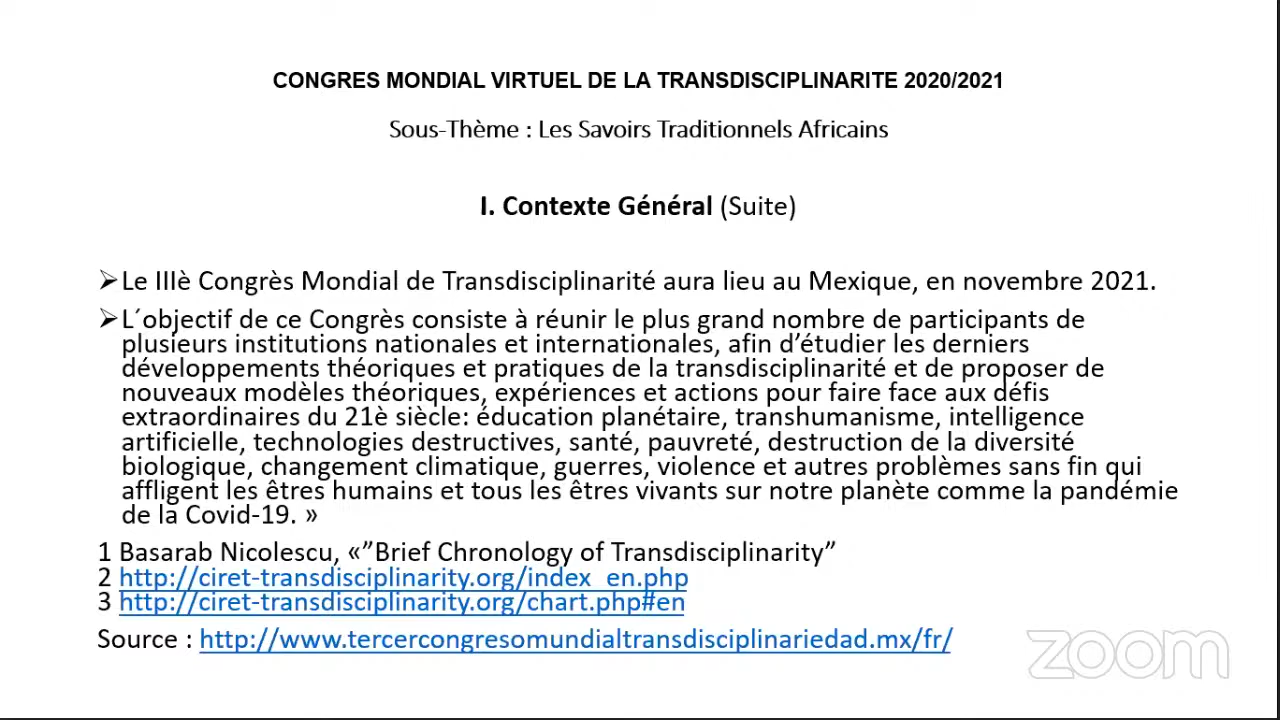 CONGRES MONDIAL VIRTUEL DE LA TRANSDISCIPLINARITE 2020/2021
Sous-Thème : Les Savoirs Traditionnels Africains
I. Contexte Général (Suite)
➢Le IIIè Congrès Mondial de Transdisciplinarité aura lieu au Mexique, en novembre 2021.
➢L´objectif de ce Congrès consiste à réunir le plus grand nombre de participants de
plusieurs institutions nationales et internationales, afin d’étudier les derniers
développements théoriques et pratiques de la transdisciplinarité et de proposer de
nouveaux modèles théoriques, expériences et actions pour faire face aux défis
extraordinaires du 21è siècle: éducation planétaire, transhumanisme, intelligence
artificielle, technologies destructives, santé, pauvreté, destruction de la diversité
biologique, changement climatique, guerres, violence et autres problèmes sans fin qui
affligent les êtres humains et tous les êtres vivants sur notre planète comme la pandémie
de la Covid-19. »
1 Basarab Nicolescu, «”Brief Chronology of Transdisciplinarity”
2 http://ciret-transdisciplinarity.org/index_en.php
3 http://ciret-transdisciplinarity.org/chart.php#en
Source : http://www.tercercongresomundialtransdisciplinariedad.mx/fr/
zoom